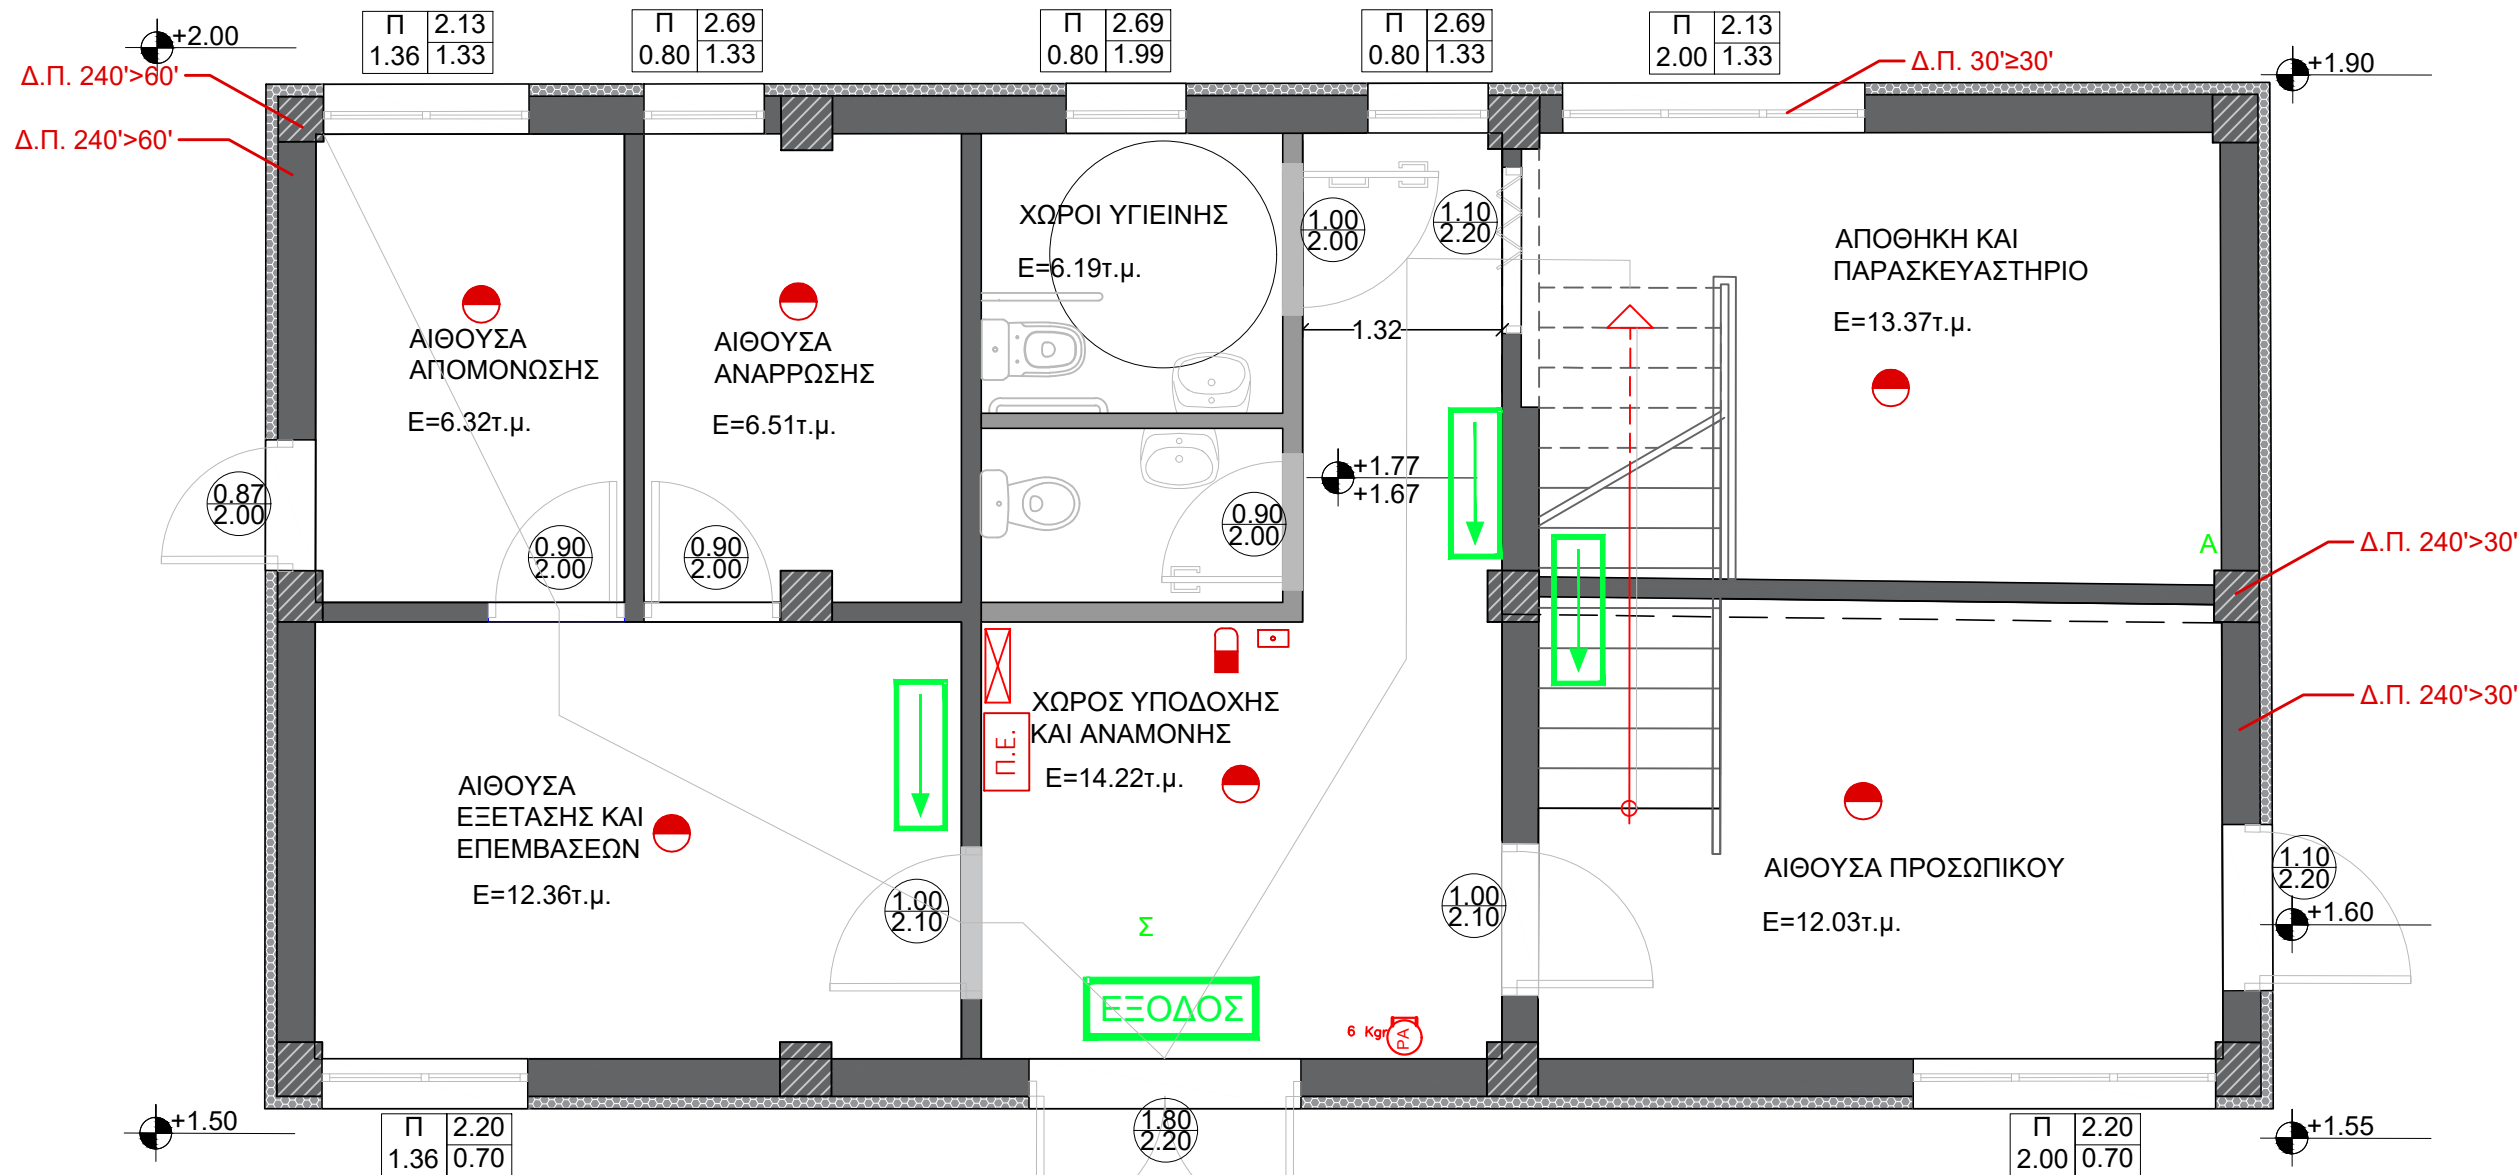 Π 2.13
1.36 1.33
Π 2.69
0.80 1.33
Π 2.69
0.80 1.99
Π 2.69
0.80 1.33
Π 2.13
2.00 1.33
+2.00
+1.90
Δ.Π. 240'>60'
Δ.Π. 30'≥30'
Δ.Π. 240'>60'
ΧΩΡΟΙ ΥΓΙΕΙΝΗΣ
Ε=6.19τ.μ.
1.00
2.00
1.10
2.20
ΑΠΟΘΗΚΗ ΚΑΙ
ΠΑΡΑΣΚΕΥΑΣΤΗΡΙΟ
Ε=13.37τ.μ.
1.32
ΑΙΘΟΥΣΑ
ΑΠΟΜΟΝΩΣΗΣ
Ε=6.32τ.μ.
ΑΙΘΟΥΣΑ
ΑΝΑΡΡΩΣΗΣ
Ε=6.51τ.μ.
+1.77
+1.67
0.87
2.00
0.90
2.00
0.90
2.00
0.90
2.00
Α
Δ.Π. 240'>30'
Δ.Π. 240'>30'
ΧΩΡΟΣ ΥΠΟΔΟΧΗΣ
ΚΑΙ ΑΝΑΜΟΝΗΣ
Ε=14.22τ.μ.
Π.Ε.
ΑΙΘΟΥΣΑ
ΕΞΕΤΑΣΗΣ ΚΑΙ
ΕΠΕΜΒΑΣΕΩΝ
Ε=12.36τ.μ.
1.00
2.10
1.00
2.10
ΑΙΘΟΥΣΑ ΠΡΟΣΩΠΙΚΟΥ
Ε=12.03τ.μ.
1.10
2.20
+1.60
Σ
ΕΞΟΔΟΣ
6 Kgr
PA
+1.50
1.80
2.20
+1.55
Π 2.20
1.36 0.70
Π 2.20
2.00 0.70